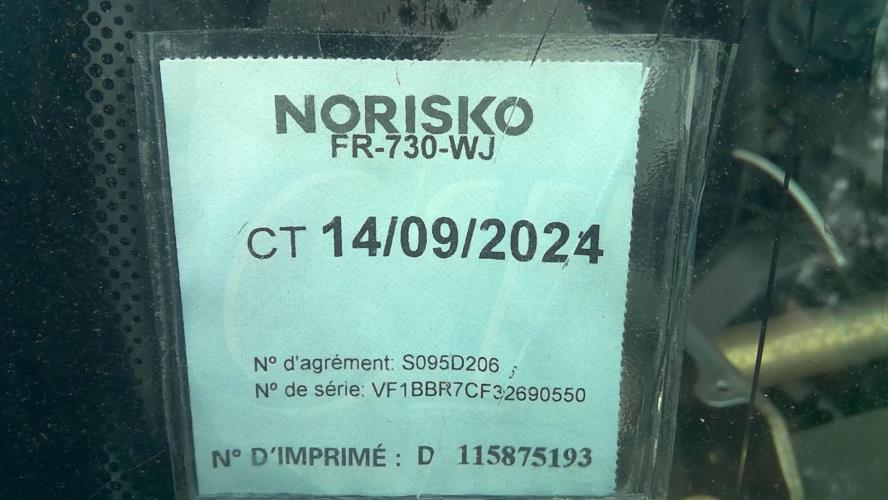 NORISKO
FR-730-WJ
CT 14/09/2024
N° d'agrément: S095D206
N° de série: VF1BBR7CF32690550
N° D'IMPRIMÉ : D 115875193